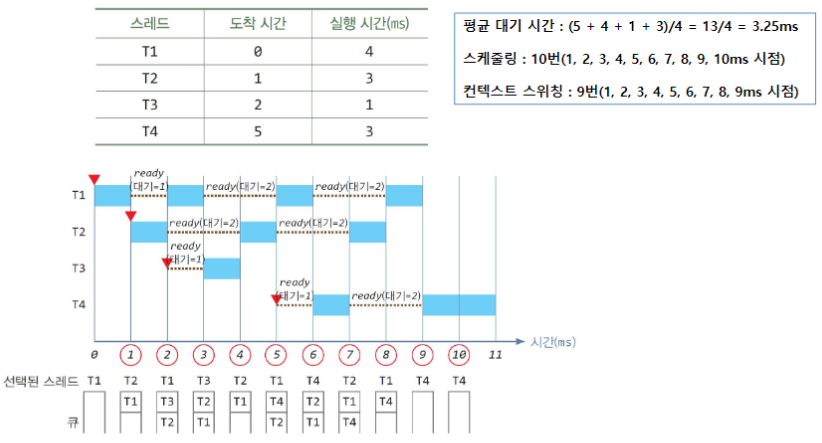 스레드 도착 시간 실행 시간(ms)
T1 0 4
T2 1 3
T3 2 1
T4 5 3
평균 대기 시간 : (5 + 4 + 1 + 3)/4 = 13/4 = 3.25ms
스케줄링 : 10번(1, 2, 3, 4, 5, 6, 7, 8, 9, 10ms 시점)
컨텍스트 스위칭 : 9번(1, 2, 3, 4, 5, 6, 7, 8, 9ms 시점)
ready
T1 (대기=1) ready(대기=2) ready(대기=2)
T2 ready(대기=2) ready(대기=2)
ready
T3 (대기=1)
ready
T4 (대기=1) ready(대기=2)
시간(ms)
0 1 2 3 4 5 6 7 8 9 10 11
선택된 스레드 T1 T2 T1 T3 T2 T1 T4 T2 T1 T4 T4
T1 T3 T2 T1 T4 T2 T1 T4
큐 T2 T1 T2 T1 T4